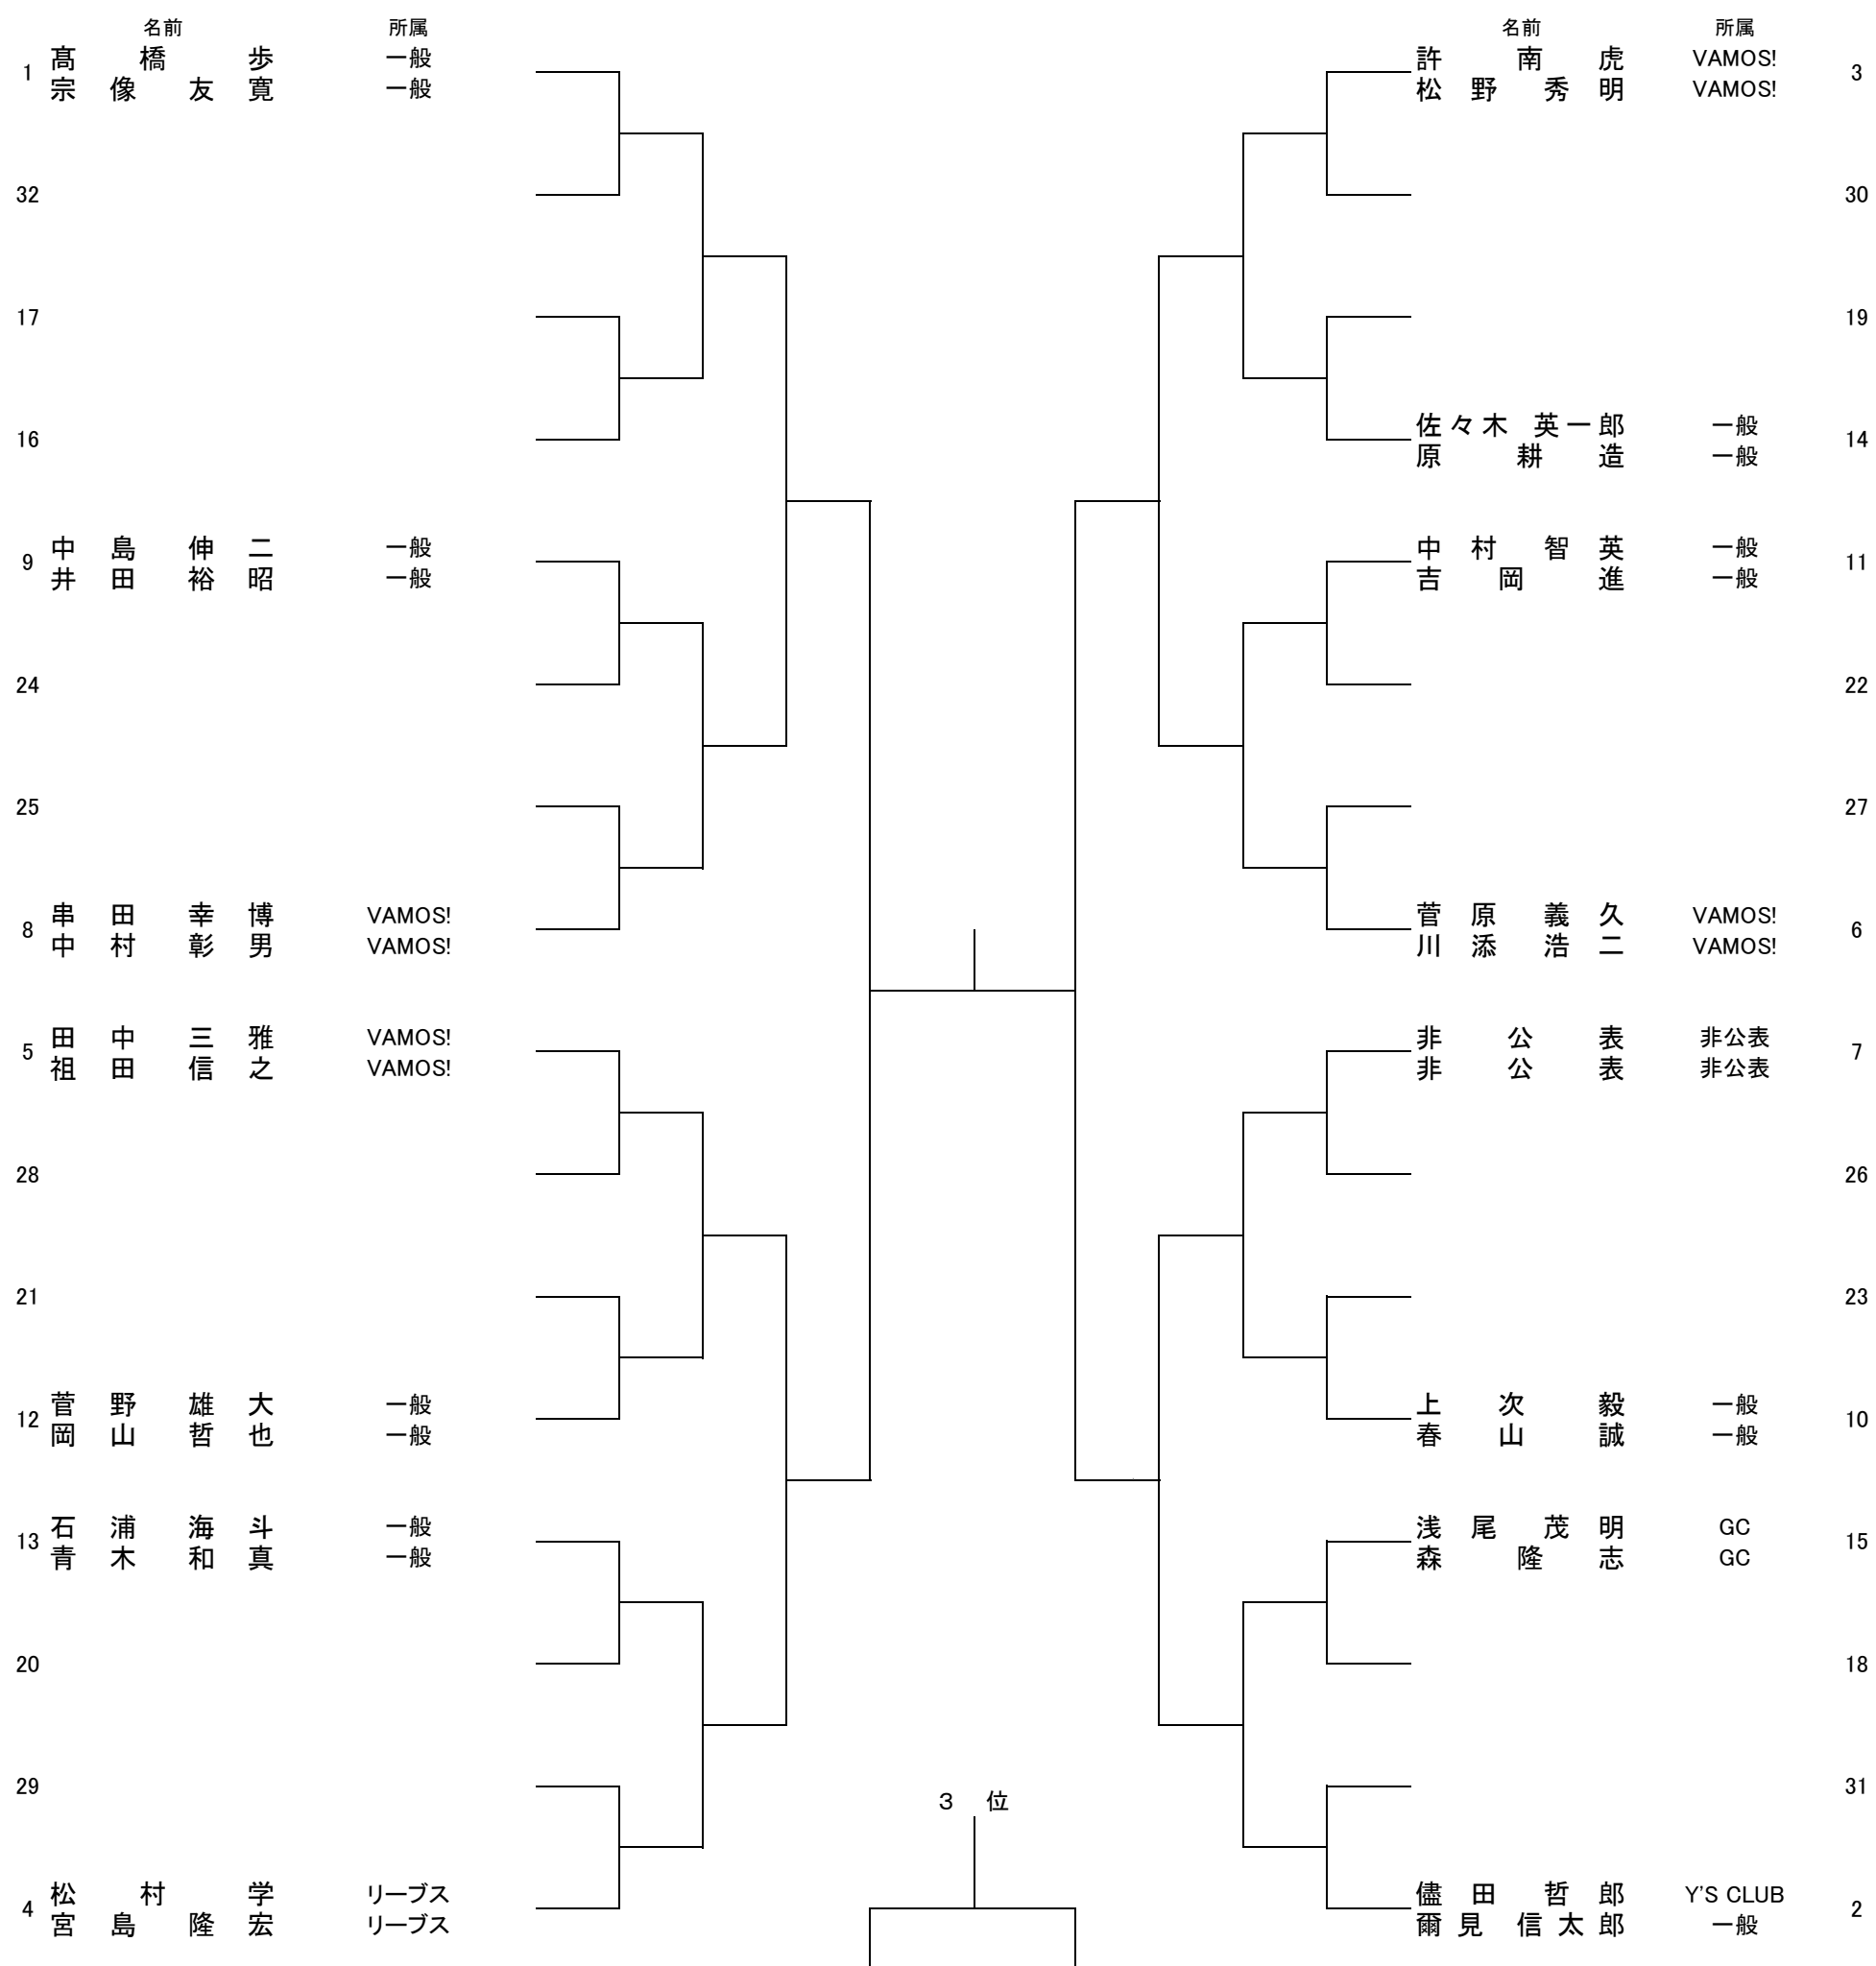 名前 所属
1 髙橋歩 一般
宗像友寛 一般
32
17
16
9 中島伸二 一般
井田裕昭 一般
24
25
8 串田幸博 VAMOS!
中村彰男 VAMOS!
5 田中三雅 VAMOS!
祖田信之 VAMOS!
28
21
12 菅野雄大 一般
岡山哲也 一般
13 石浦海斗 一般
青木和真 一般
20
29
4 松村学 リーブス
宮島隆宏 リーブス
3 位
名前 所属
許南虎 VAMOS! 3
松野秀明 VAMOS!
30
19
佐々木英一郎 一般 14
原耕造 一般
中村智英 一般 11
吉岡進 一般
22
27
菅原義久 VAMOS! 6
川添浩二 VAMOS!
非公表 非公表 7
非公表 非公表
26
23
上次毅 一般 10
春山誠 一般
浅尾茂明 GC 15
森隆志 GC
18
31
儘田哲郎 Y'S CLUB 2
爾見信太郎 一般